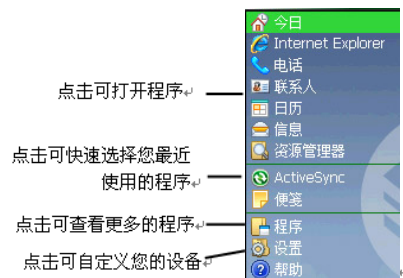 今日
Internet Explorer
电话
点击可打开程序
联系人
日历
信息
资源管理器
点击可快速选择您最近
使用的程序
ActiveSync
便笺
点击可查看更多的程序
程序
点击可自定义您的设备
设置
帮助